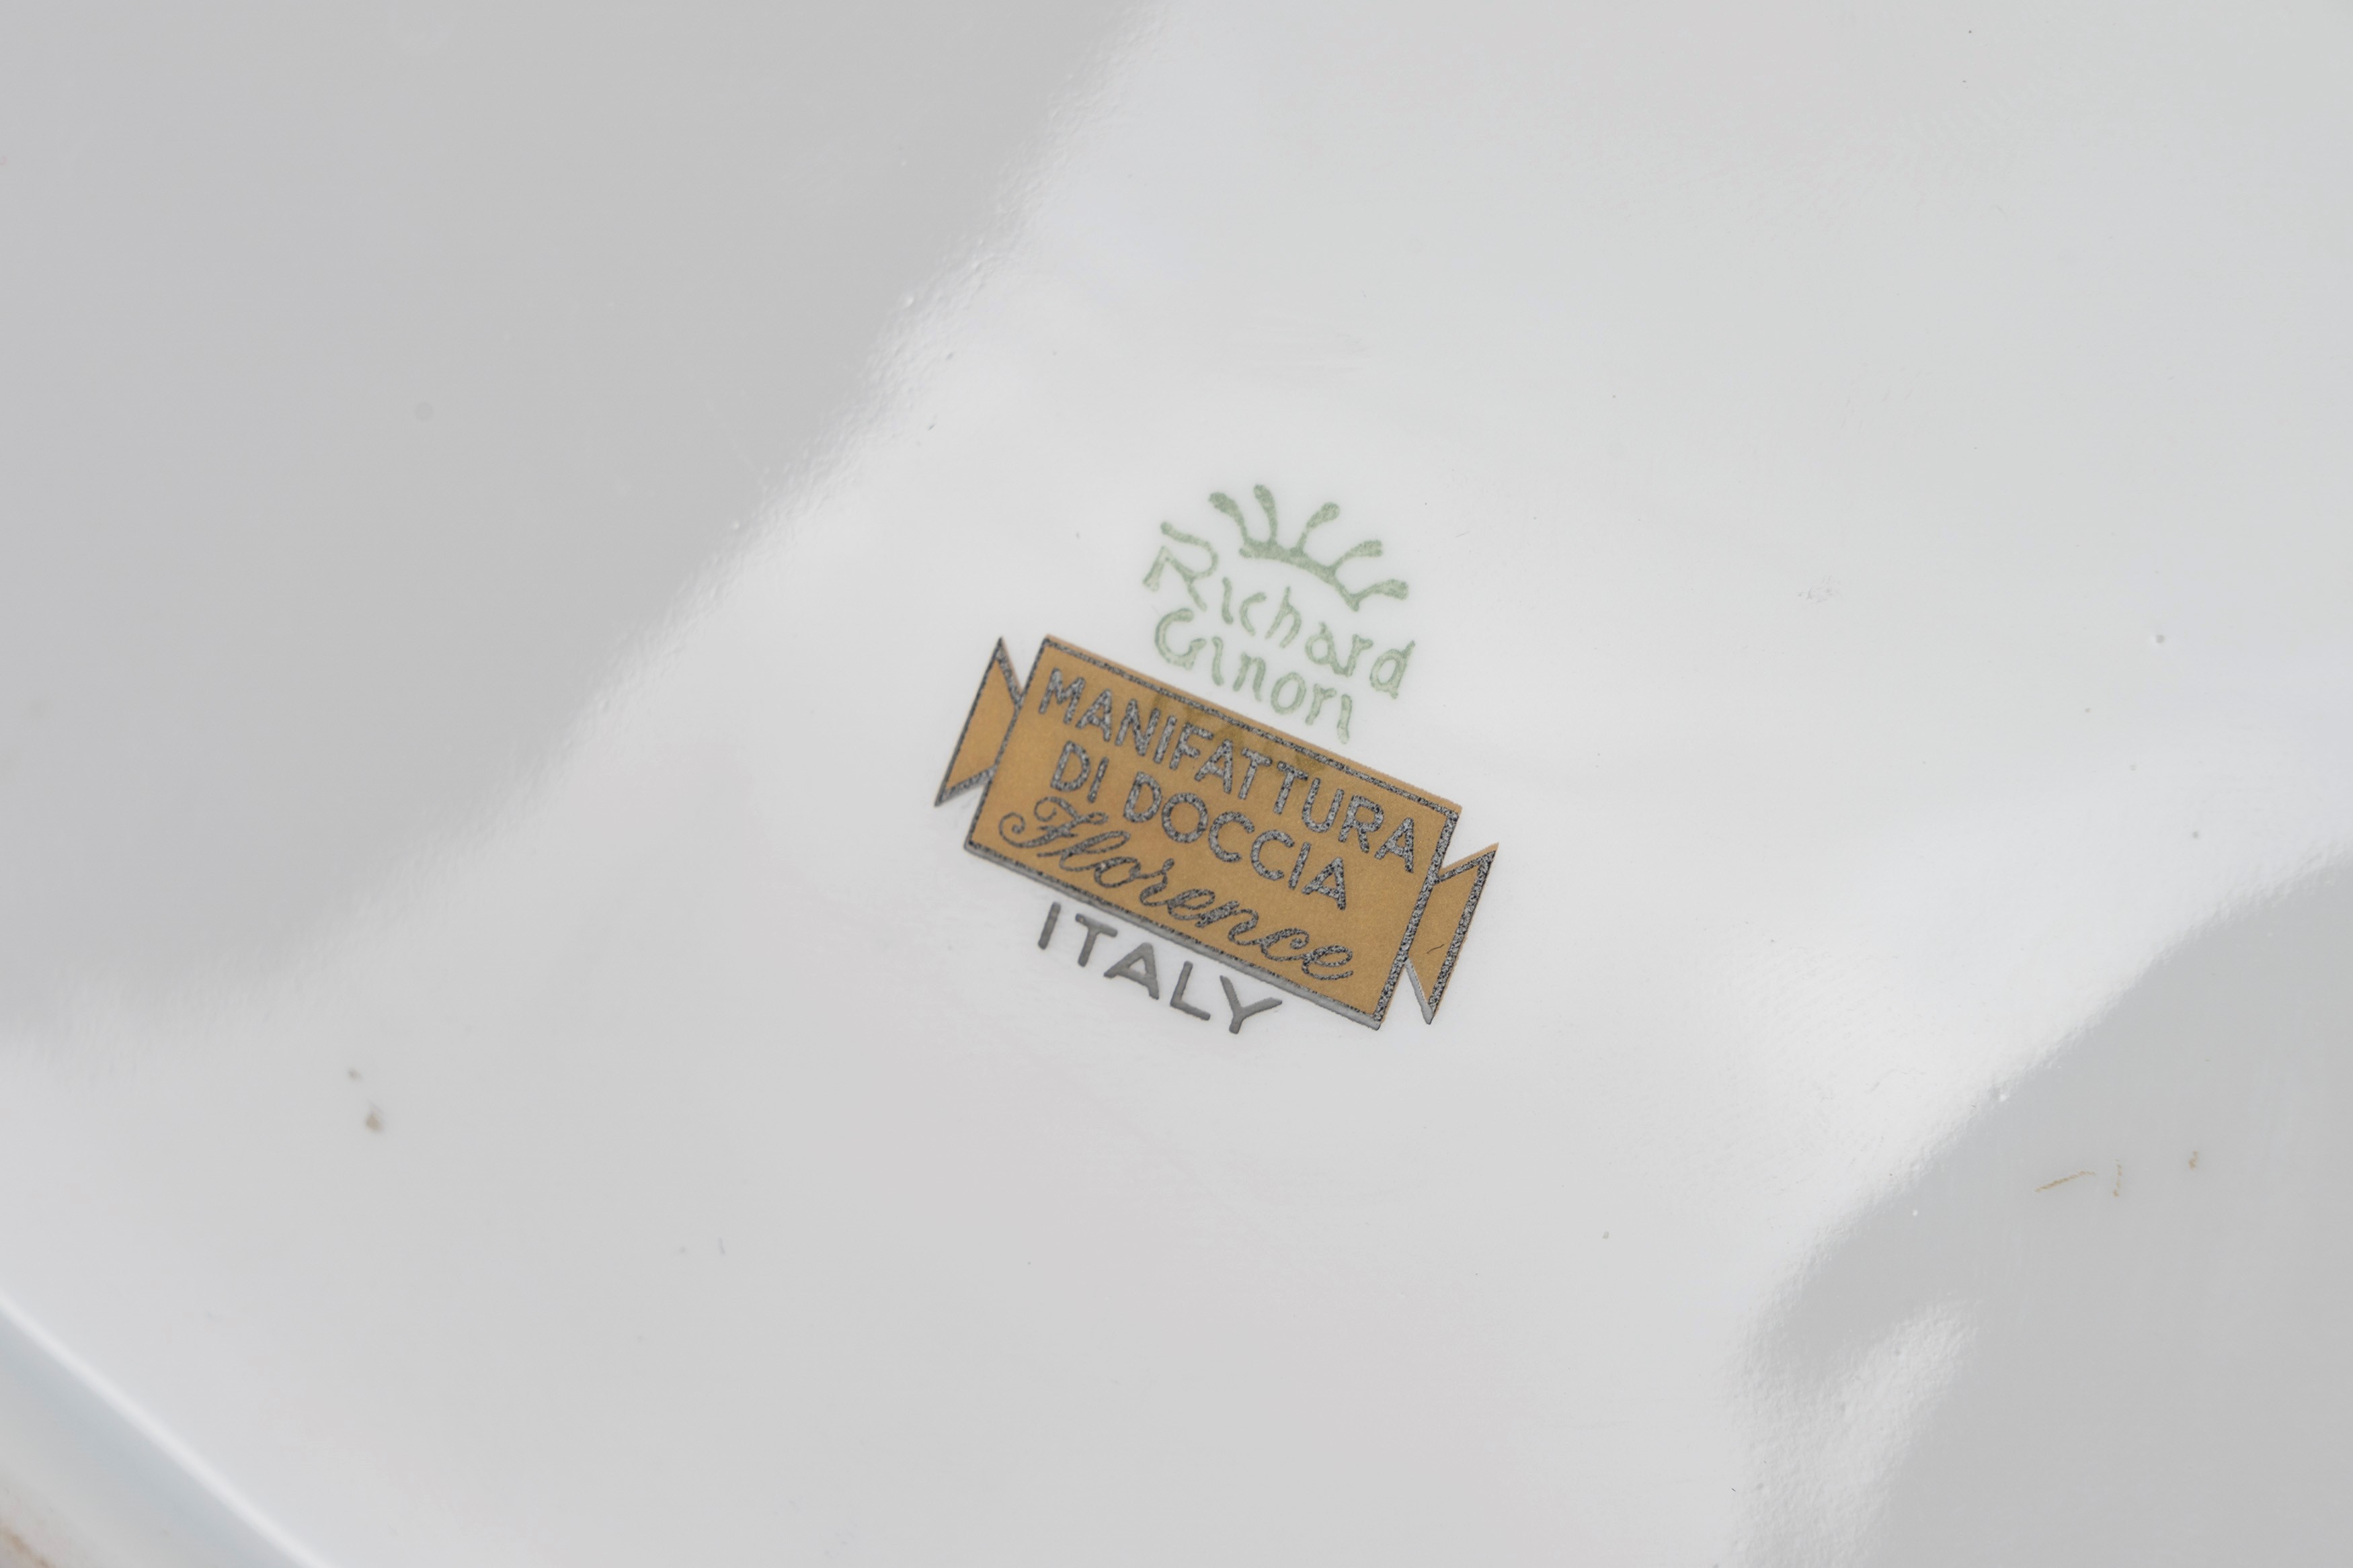 Richard
Ginori
MANIFATTURA
DI DOCCIA
Florence
ITALY